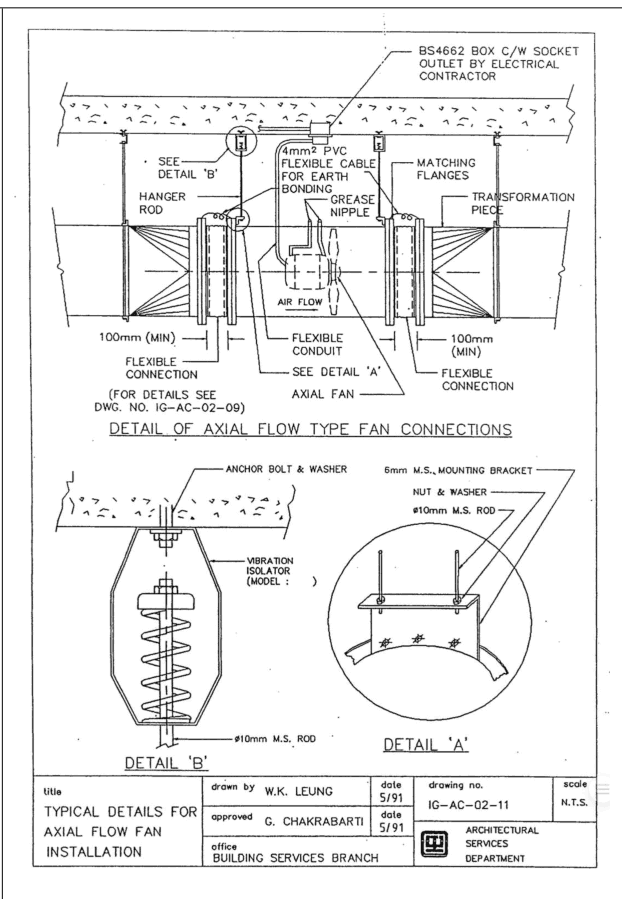 BS4662 BOX C/W SOCKET
OUTLET BY ELECTRICAL
CONTRACTOR
SEE
DETAIL 'B'
4mm² PVC
FLEXIBLE CABLE
FOR EARTH
BONDING
MATCHING
FLANGES
HANGER
ROD
GREASE
NIPPLE
TRANSFORMATION
PIECE
AIR FLOW
100mm (MIN)
FLEXIBLE
CONDUIT
100mm
(MIN)
FLEXIBLE
CONNECTION
SEE DETAIL 'A'
FLEXIBLE
CONNECTION
(FOR DETAILS SEE
DWG. NO. IG-AC-02-09)
AXIAL FAN
DETAIL OF AXIAL FLOW TYPE FAN CONNECTIONS
ANCHOR BOLT & WASHER
6mm M.S. MOUNTING BRACKET
NUT & WASHER
ø10mm M.S. ROD
VIBRATION
ISOLATOR
(MODEL : )
ø10mm M.S. ROD
DETAIL 'B'
DETAIL 'A'
title
TYPICAL DETAILS FOR
AXIAL FLOW FAN
INSTALLATION
drawn by W.K. LEUNG
date
5/91
approved G. CHAKRABARTI
date
5/91
office
BUILDING SERVICES BRANCH
drawing no.
IG-AC-02-11
scale
N.T.S.
ARCHITECTURAL
SERVICES
DEPARTMENT